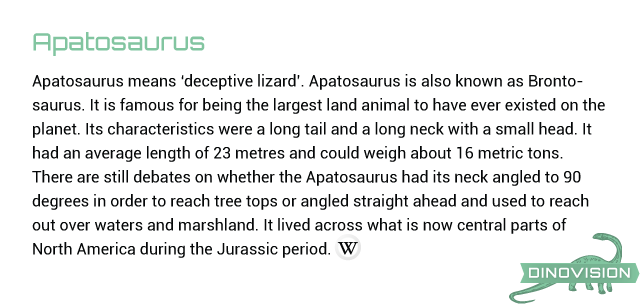 Apatosaurus
Apatosaurus means ‘deceptive lizard’. Apatosaurus is also known as Bronto-
saurus. It is famous for being the largest land animal to have ever existed on the
planet. Its characteristics were a long tail and a long neck with a small head. It
had an average length of 23 metres and could weigh about 16 metric tons.
There are still debates on whether the Apatosaurus had its neck angled to 90
degrees in order to reach tree tops or angled straight ahead and used to reach
out over waters and marshland. It lived across what is now central parts of
North America during the Jurassic period. W
DINOVISION